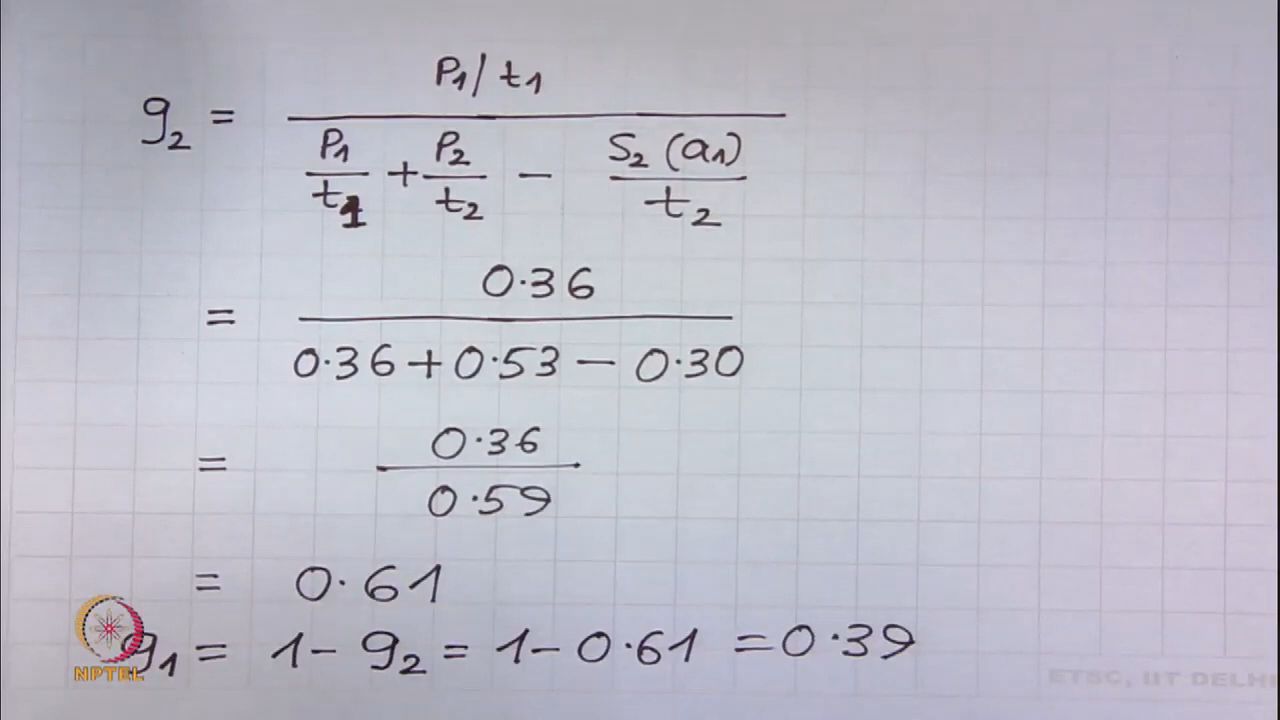 P1/t1
g2 = P1/t1 + P2/t2 - S2(a1)/t2
0.36
= 0.36+0.53-0.30
= 0.36
0.59
= 0.61
g1 = 1-g2 = 1-0.61 = 0.39
NPTEL
ETSC, IIT DELHI